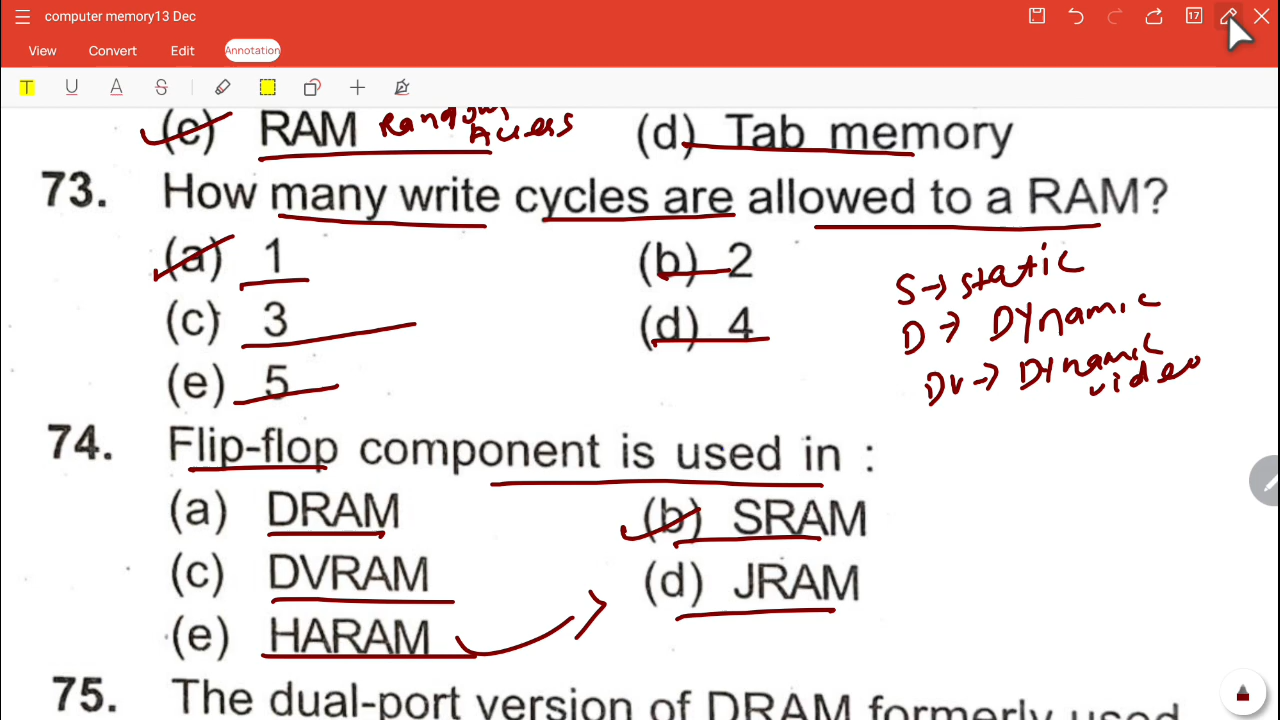 computer memory13 Dec
17
View Convert Edit Annotation
T U A S
(c) RAM Random Access (d) Tab memory
73. How many write cycles are allowed to a RAM?
(a) 1 (b) 2
(c) 3 (d) 4
(e) 5
S→ static
D → DYnamic
DV→ DYnamic video
74. Flip-flop component is used in :
(a) DRAM (b) SRAM
(c) DVRAM (d) JRAM
(e) HARAM
75. The dual-port version of DRAM formerly used